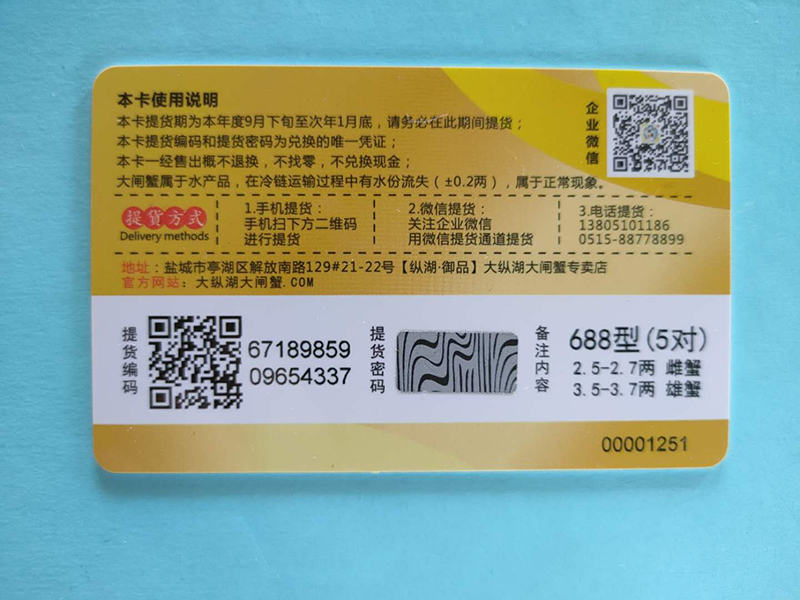 本卡使用说明
本卡提货期为本年度9月下旬至次年1月底，请务必在此期间提货；
本卡提货编码和提货密码为兑换的唯一凭证；
本卡一经售出概不退换，不找零，不兑换现金；
大闸蟹属于水产品，在冷链运输过程中有水份流失（±0.2两），属于正常现象。
企业微信
提货方式
Delivery methods
1.手机提货：
手机扫下方二维码
进行提货
2.微信提货：
关注企业微信
用微信提货通道提货
3.电话提货：
13805101186
0515-88778899
地址：盐城市亭湖区解放南路129#21-22号【纵湖·御品】大纵湖大闸蟹专卖店
官方网站：大纵湖大闸蟹.COM
提货编码
67189859
09654337
提货密码
备注内容
688型(5对)
2.5-2.7两 雌蟹
3.5-3.7两 雄蟹
00001251